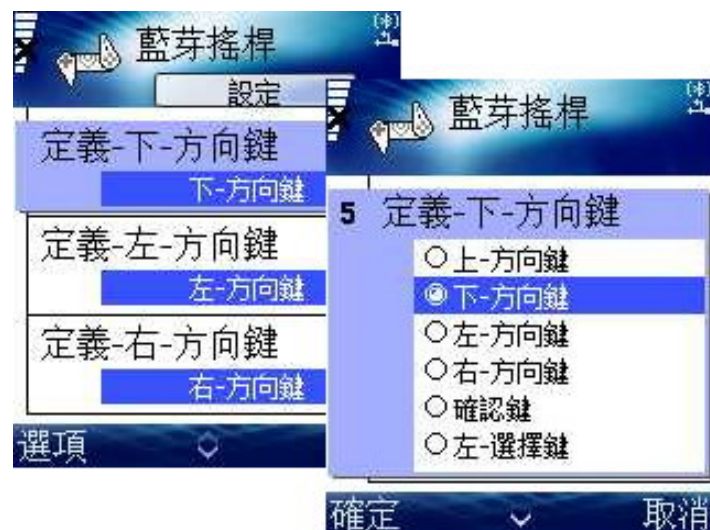 藍芽搖桿
設定
定義-下-方向鍵
下-方向鍵
定義-左-方向鍵
左-方向鍵
定義-右-方向鍵
右-方向鍵
選項
藍芽搖桿
5 定義-下-方向鍵
上-方向鍵
下-方向鍵
左-方向鍵
右-方向鍵
確認鍵
左-選擇鍵
確定
取消